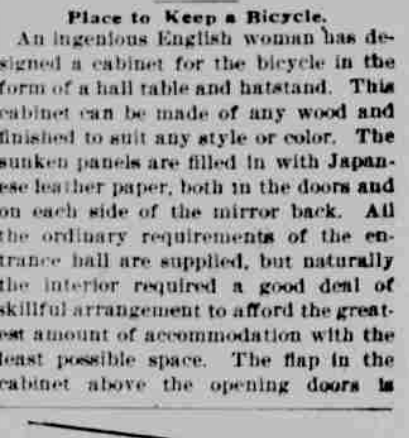 Place to Keep a Bicycle.
An ingenious English woman has de-
signed a cabinet for the bicycle in the
form of a hall table and hatstand. This
cabinet can be made of any wood and
finished to suit any style or color. The
sunken panels are filled in with Japan-
ese leather paper, both in the doors and
on each side of the mirror back. All
the ordinary requirements of the en-
trance hall are supplied, but naturally
the interior required a good deal of
skillful arrangement to afford the great-
est amount of accommodation with the
least possible space. The flap in the
cabinet above the opening doors is